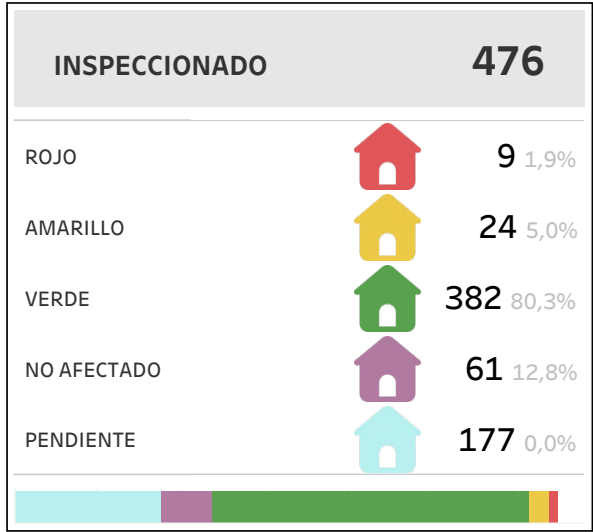 INSPECCIONADO 476
ROJO 9 1,9%
AMARILLO 24 5,0%
VERDE 382 80,3%
NO AFECTADO 61 12,8%
PENDIENTE 177 0,0%